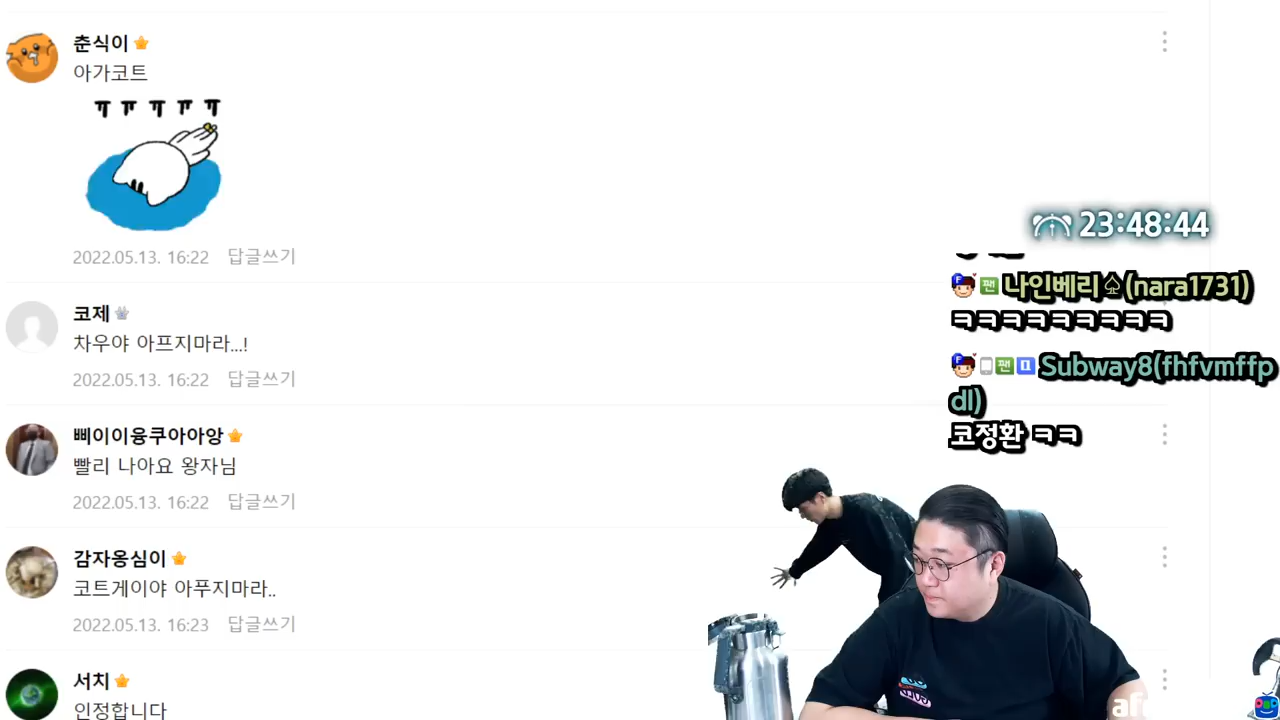 춘식이
아가코트
2022.05.13. 16:22 답글쓰기
코제
차우야 아프지마라...!
2022.05.13. 16:22 답글쓰기
삐이이융쿠아아앙
빨리 나아요 왕자님
2022.05.13. 16:22 답글쓰기
감자옹심이
코트게이야 아푸지마라..
2022.05.13. 16:23 답글쓰기
서치
인정합니다
23:48:44
팬 나인베리♤(nara1731)
ㅋㅋㅋㅋㅋㅋㅋㅋㅋ
팬 Subway8(fhfvmffp
dl)
코정환 ㅋㅋ